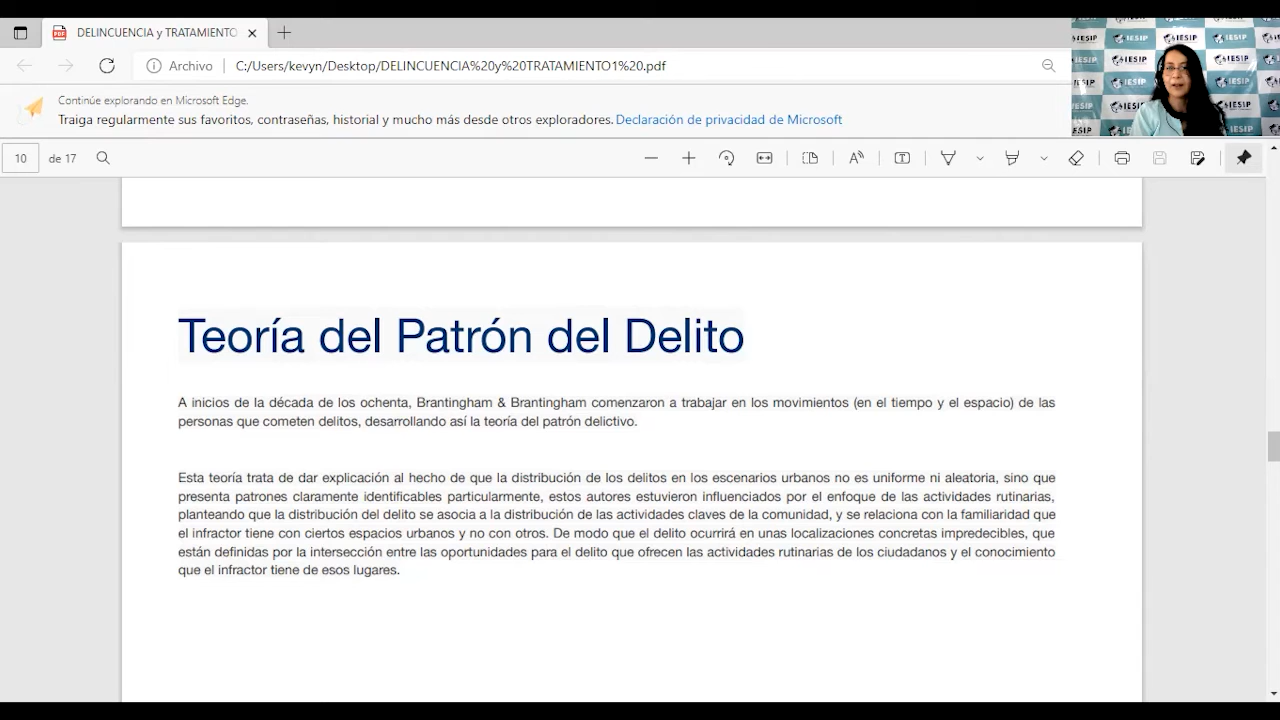 DELINCUENCIA y TRATAMIENTO
Archivo
C:/Users/kevyn/Desktop/DELINCUENCIA%20y%20TRATAMIENTO1%20.pdf
Continúe explorando en Microsoft Edge.
Traiga regularmente sus favoritos, contraseñas, historial y mucho más desde otros exploradores. Declaración de privacidad de Microsoft
10 de 17
Teoría del Patrón del Delito
A inicios de la década de los ochenta, Brantingham & Brantingham comenzaron a trabajar en los movimientos (en el tiempo y el espacio) de las
personas que cometen delitos, desarrollando así la teoría del patrón delictivo.
Esta teoría trata de dar explicación al hecho de que la distribución de los delitos en los escenarios urbanos no es uniforme ni aleatoria, sino que
presenta patrones claramente identificables particularmente, estos autores estuvieron influenciados por el enfoque de las actividades rutinarias,
planteando que la distribución del delito se asocia a la distribución de las actividades claves de la comunidad, y se relaciona con la familiaridad que
el infractor tiene con ciertos espacios urbanos y no con otros. De modo que el delito ocurrirá en unas localizaciones concretas impredecibles, que
están definidas por la intersección entre las oportunidades para el delito que ofrecen las actividades rutinarias de los ciudadanos y el conocimiento
que el infractor tiene de esos lugares.
IESIP